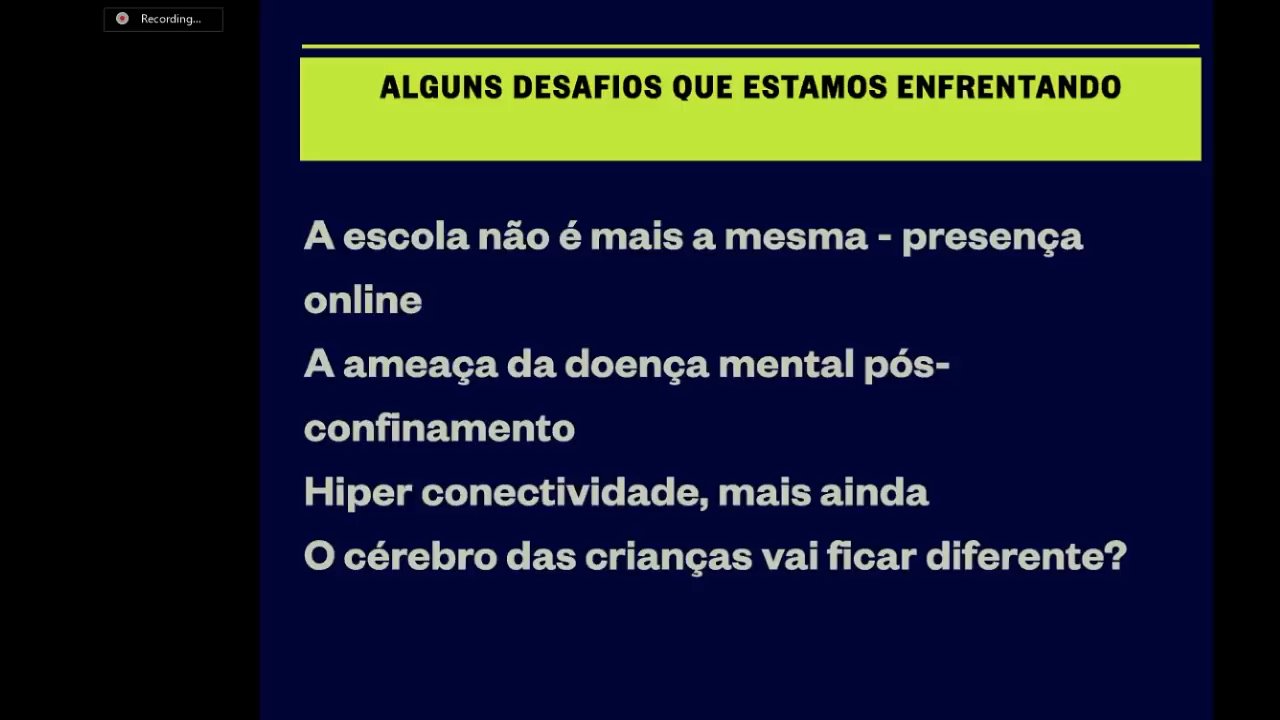 Recording...
ALGUNS DESAFIOS QUE ESTAMOS ENFRENTANDO
A escola não é mais a mesma - presença
online
A ameaça da doença mental pós-
confinamento
Hiper conectividade, mais ainda
O cérebro das crianças vai ficar diferente?